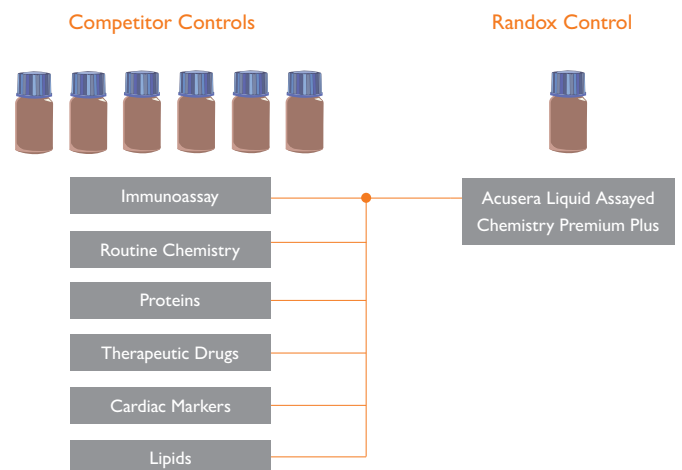 Competitor Controls
Randox Control
Immunoassay
Acusera Liquid Assayed
Chemistry Premium Plus
Routine Chemistry
Proteins
Therapeutic Drugs
Cardiac Markers
Lipids